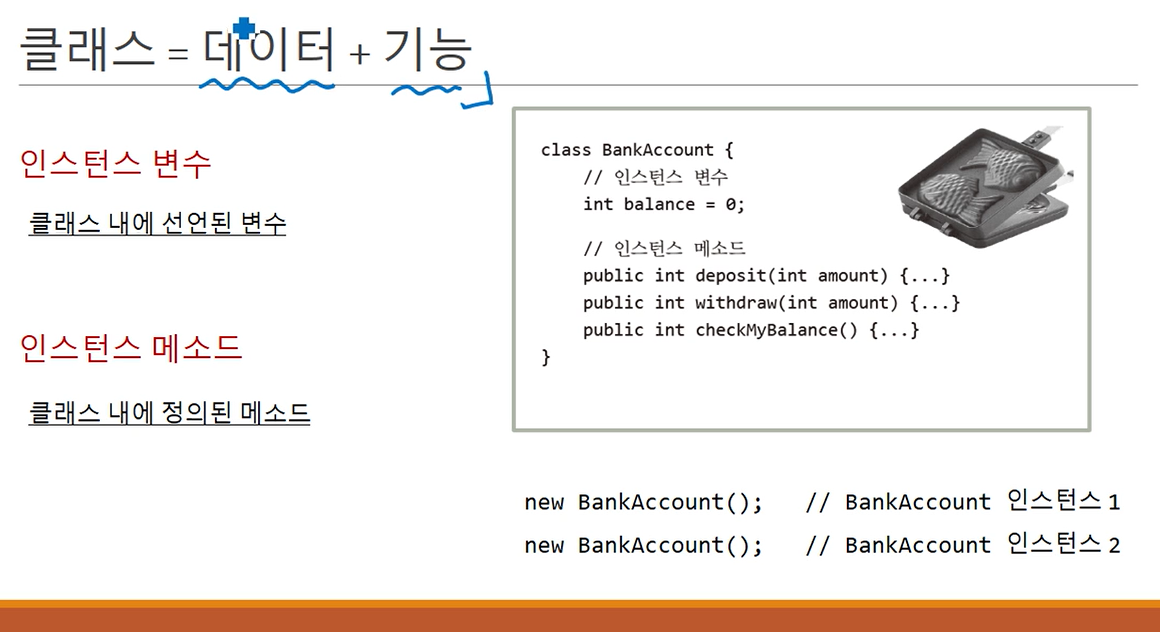 클래스 = 데이터 + 기능
인스턴스 변수
클래스 내에 선언된 변수
인스턴스 메소드
클래스 내에 정의된 메소드
class BankAccount {
// 인스턴스 변수
int balance = 0;
// 인스턴스 메소드
public int deposit(int amount) {...}
public int withdraw(int amount) {...}
public int checkMyBalance() {...}
}
new BankAccount(); // BankAccount 인스턴스 1
new BankAccount(); // BankAccount 인스턴스 2